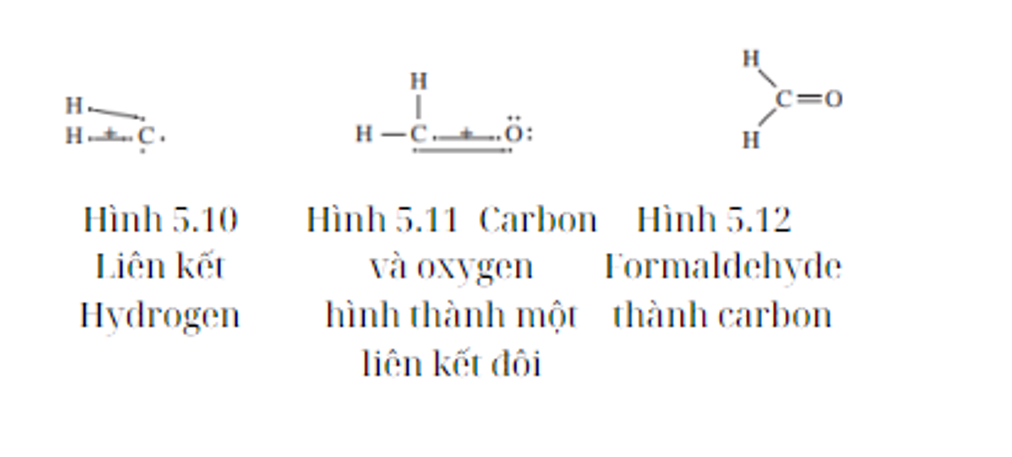 H
H + C
H
H C + O
H
C O
H
Hình 5.10
Liên kết
Hydrogen
Hình 5.11 Carbon
và oxygen
hình thành một
liên kết đôi
Hình 5.12
Formaldehyde
thành carbon